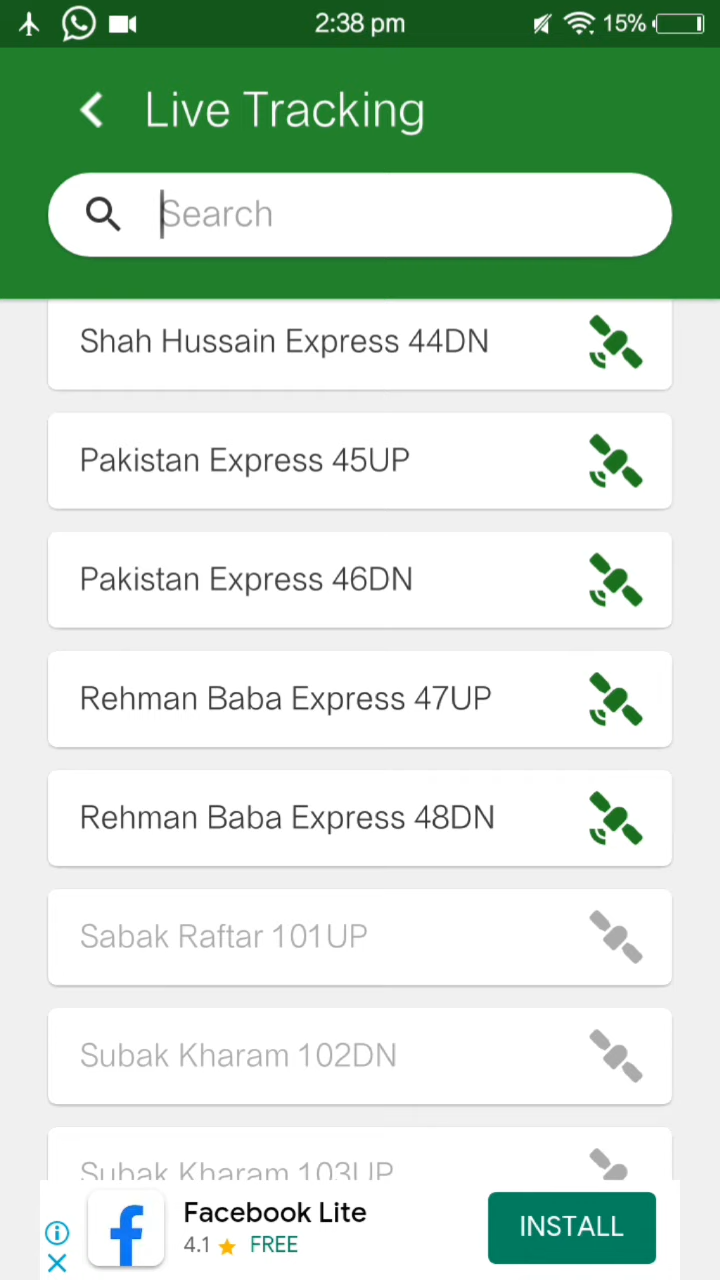 2:38 pm
15%
Live Tracking
Search
Shah Hussain Express 44DN
Pakistan Express 45UP
Pakistan Express 46DN
Rehman Baba Express 47UP
Rehman Baba Express 48DN
Sabak Raftar 101UP
Subak Kharam 102DN
Subak Kharam 103UP
Facebook Lite
4.1 ★ FREE
INSTALL